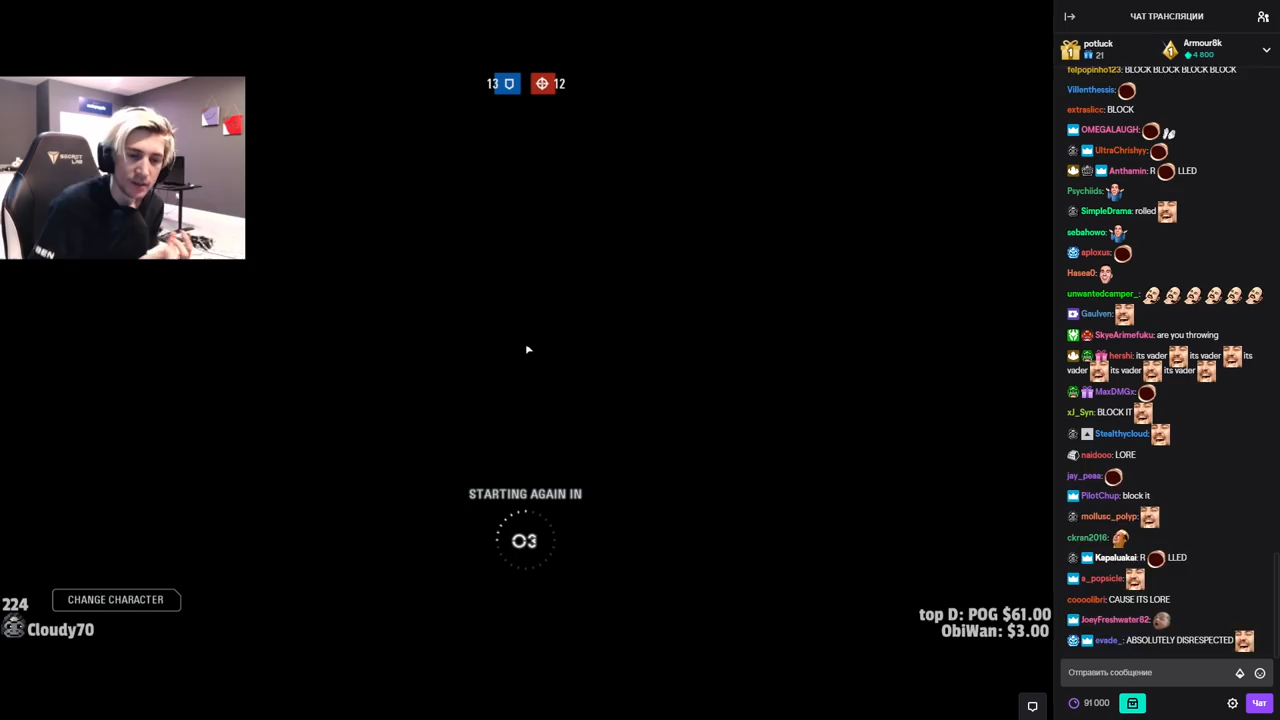 13
12
SECRET LAB
STARTING AGAIN IN
03
CHANGE CHARACTER
224
Cloudy70
top D: POG $61.00
ObiWan: $3.00
ЧАТ ТРАНСЛЯЦИИ
potluck
21
Armour8k
4 800
felpopinho123: BLOCK BLOCK BLOCK BLOCK
Villenthessis:
extraslicc: BLOCK
OMEGALAUGH:
UltraChrishyy:
Anthamin: R LLED
Psychiids:
SimpleDrama: rolled
sebahowo:
aploxus:
Hasea0:
unwantedcamper_:
Gaulven:
SkyeArimefuku: are you throwing
hershi: its vader its vader its
vader its vader its vader
MaxDMGx:
xJ_Syn: BLOCK IT
Stealthycloud:
naidooo: LORE
jay_peaa:
PilotChup: block it
mollusc_polyp:
ckran2016:
Kapaluakai: R LLED
a_popsicle:
coooolibri: CAUSE ITS LORE
JoeyFreshwater82:
evade_: ABSOLUTELY DISRESPECTED
Отправить сообщение
91 000
Чат